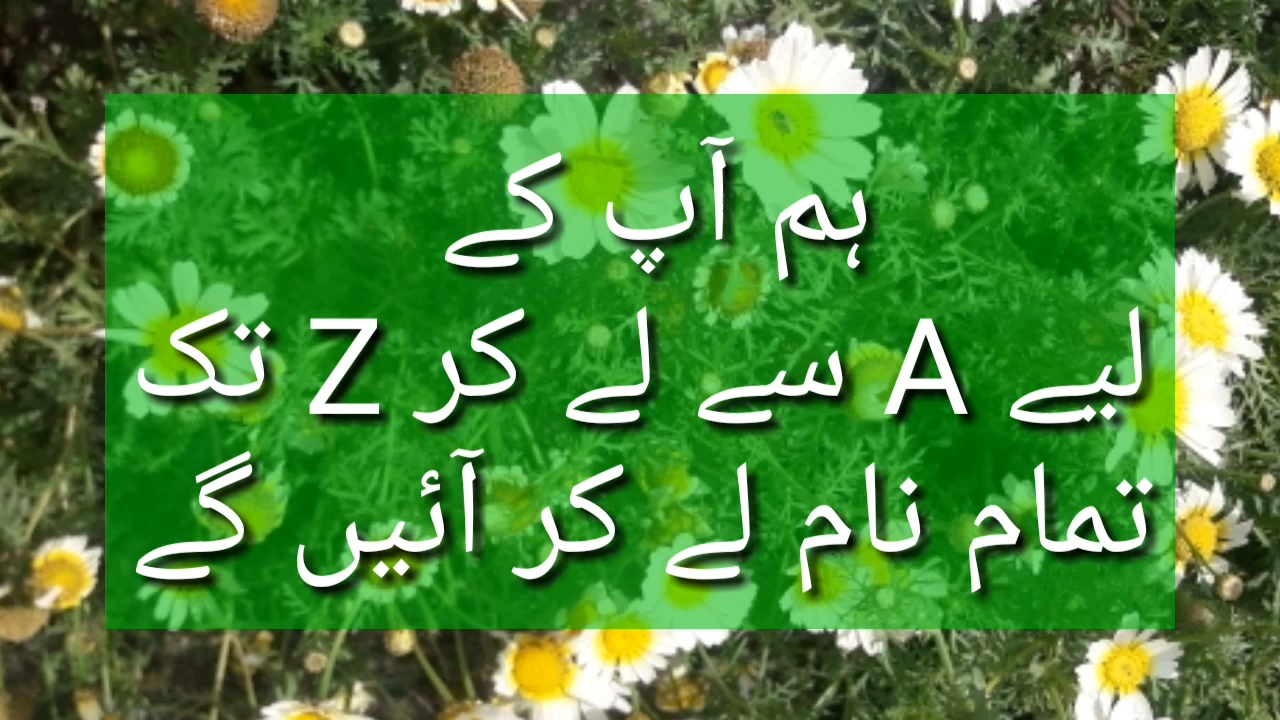 ہم آپ کے
لیے A سے لے کر Z تک
تمام نام لے کر آئیں گے